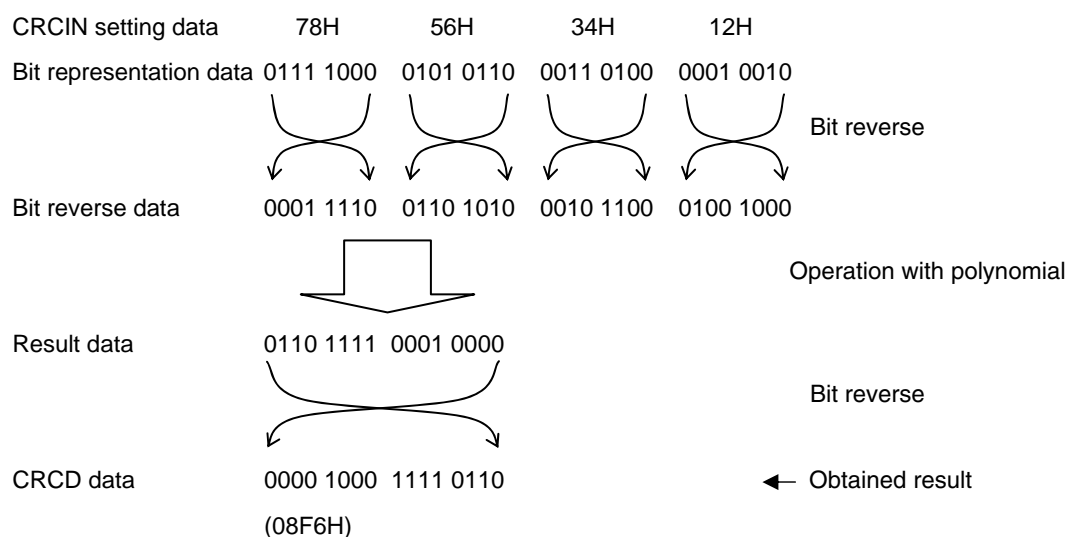 CRCIN setting data 78H 56H 34H 12H
Bit representation data 0111 1000 0101 0110 0011 0100 0001 0010
Bit reverse
Bit reverse data 0001 1110 0110 1010 0010 1100 0100 1000
Operation with polynomial
Result data 0110 1111 0001 0000
Bit reverse
CRCD data 0000 1000 1111 0110 Obtained result
(08F6H)